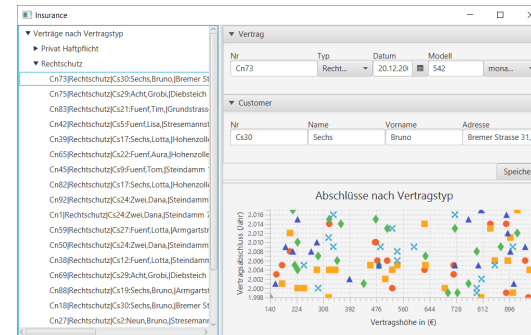 Insurance
Verträge nach Vertragstyp
Privat Haftpflicht
Rechtschutz
Cn73|Rechtschutz|Cs30:Sechs,Bruno,|Bremer St
Cn75|Rechtschutz|Cs29:Acht,Grobi,|Diebsteich
Cn83|Rechtschutz|Cs21:Fuenf,Tim,|Grundstrass
Cn42|Rechtschutz|Cs5:Fuenf,Lisa,|Stresemannst
Cn39|Rechtschutz|Cs17:Sechs,Lotta,|Hohenzolle
Cn65|Rechtschutz|Cs22:Fuenf,Aura,|Hohenzolle
Cn45|Rechtschutz|Cs9:Fuenf,Tom,|Steindamm 1
Cn82|Rechtschutz|Cs17:Sechs,Lotta,|Hohenzolle
Cn92|Rechtschutz|Cs24:Zwei,Dana,|Steindamm
Cn1|Rechtschutz|Cs24:Zwei,Dana,|Steindamm 7
Cn59|Rechtschutz|Cs27:Fuenf,Lotta,|Armgartstr
Cn50|Rechtschutz|Cs24:Zwei,Dana,|Steindamm
Cn38|Rechtschutz|Cs12:Fuenf,Lotta,|Steindamm
Cn69|Rechtschutz|Cs29:Acht,Grobi,|Diebsteich
Cn88|Rechtschutz|Cs19:Sechs,Bruno,|Armgartst
Cn18|Rechtschutz|Cs30:Sechs,Bruno,|Bremer St
Cn27|Rechtschutz|Cs2:Neun,Bruno,|Stresemann
Vertrag
Nr Typ Datum Modell
Cn73 Recht... 20.12.20 542 mona...
Customer
Nr Name Vorname Adresse
Cs30 Sechs Bruno Bremer Strasse 31,
Speiche
Abschlüsse nach Vertragstyp
Vertragsabschluss (Jahr)
2.016
2.014
2.012
2.010
2.008
2.006
2.004
2.002
2.000
1.998
140 224 308 392 476 560 644 728 812 896
Vertragshöhe in (€)